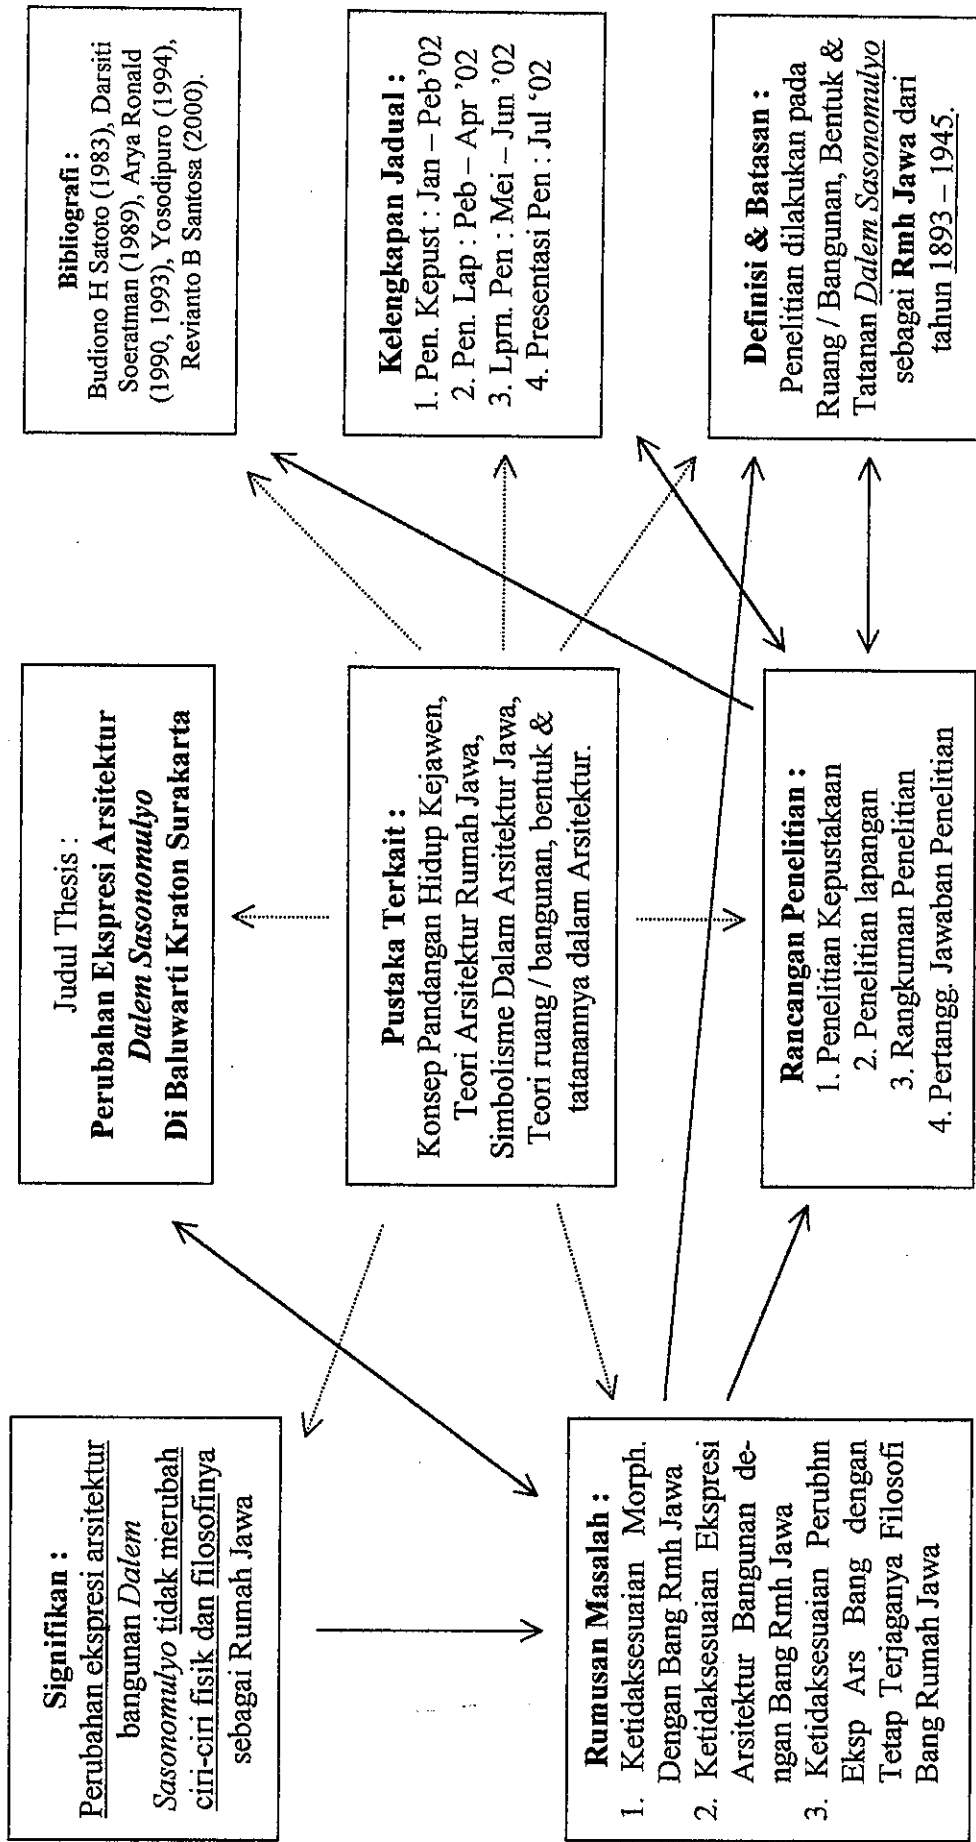 Signifikan :
Perubahan ekspresi arsitektur
bangunan Dalem
Sasonomulyo tidak merubah
ciri-ciri fisik dan filosofinya
sebagai Rumah Jawa
Judul Thesis :
Perubahan Ekspresi Arsitektur
Dalem Sasonomulyo
Di Baluwarti Kraton Surakarta
Bibliografi :
Budiono H Satoto (1983), Darsiti
Soeratman (1989), Arya Ronald
(1990, 1993), Yosodipuro (1994),
Revianto B Santosa (2000).
Pustaka Terkait :
Konsep Pandangan Hidup Kejawen,
Teori Arsitektur Rumah Jawa,
Simbolisme Dalam Arsitektur Jawa,
Teori ruang / bangunan, bentuk &
tatanannya dalam Arsitektur.
Kelengkapan Jadual :
1. Pen. Kepust : Jan – Peb'02
2. Pen. Lap : Peb – Apr '02
3. Lprn. Pen : Mei – Jun '02
4. Presentasi Pen : Jul ‘02
Rumusan Masalah :
1. Ketidaksesuaian Morph.
Dengan Bang Rmh Jawa
2. Ketidaksesuaian Ekspresi
Arsitektur Bangunan de-
ngan Bang Rmh Jawa
3. Ketidaksesuaian Perubhn
Eksp Ars Bang dengan
Tetap Terjaganya Filosofi
Bang Rumah Jawa
Rancangan Penelitian :
1. Penelitian Kepustakaan
2. Penelitian lapangan
3. Rangkuman Penelitian
4. Pertangg. Jawaban Penelitian
Definisi & Batasan :
Penelitian dilakukan pada
Ruang / Bangunan, Bentuk &
Tatanan Dalem Sasonomulyo
sebagai Rmh Jawa dari
tahun 1893 – 1945.